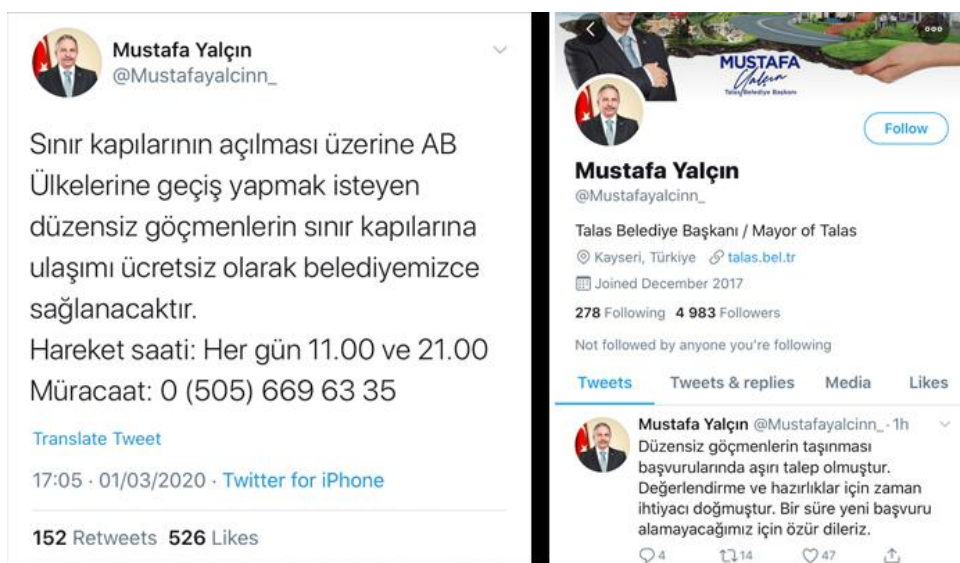 Mustafa Yalçın
@Mustafayalcinn_
Sınır kapılarının açılması üzerine AB
Ülkelerine geçiş yapmak isteyen
düzensiz göçmenlerin sınır kapılarına
ulaşımı ücretsiz olarak belediyemizce
sağlanacaktır.
Hareket saati: Her gün 11.00 ve 21.00
Müracaat: 0 (505) 669 63 35
Translate Tweet
17:05 · 01/03/2020 · Twitter for iPhone
152 Retweets 526 Likes
MUSTAFA
Yalçın
Talas Belediye Başkanı
Follow
Mustafa Yalçın
@Mustafayalcinn_
Talas Belediye Başkanı / Mayor of Talas
Kayseri, Türkiye talas.bel.tr
Joined December 2017
278 Following 4 983 Followers
Not followed by anyone you're following
Tweets Tweets & replies Media Likes
Mustafa Yalçın @Mustafayalcinn_ · 1h
Düzensiz göçmenlerin taşınması
başvurularında aşırı talep olmuştur.
Değerlendirme ve hazırlıklar için zaman
ihtiyacı doğmuştur. Bir süre yeni başvuru
alamayacağımız için özür dileriz.
4 14 47